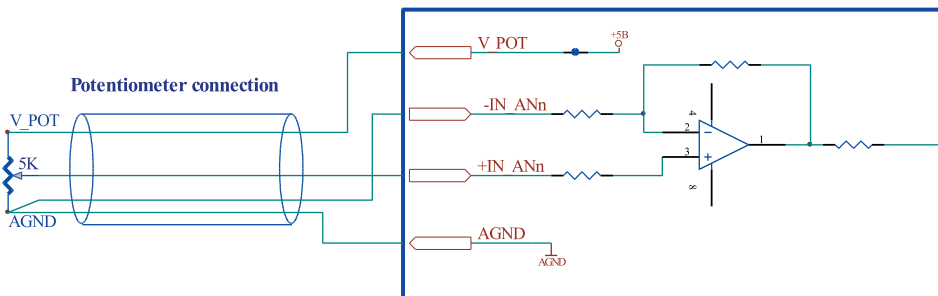 +5B
V_POT
Potentiometer connection
-IN_ANn
V_POT
4
2
1
3
5K
+IN_ANn
8
AGND
AGND
AGND